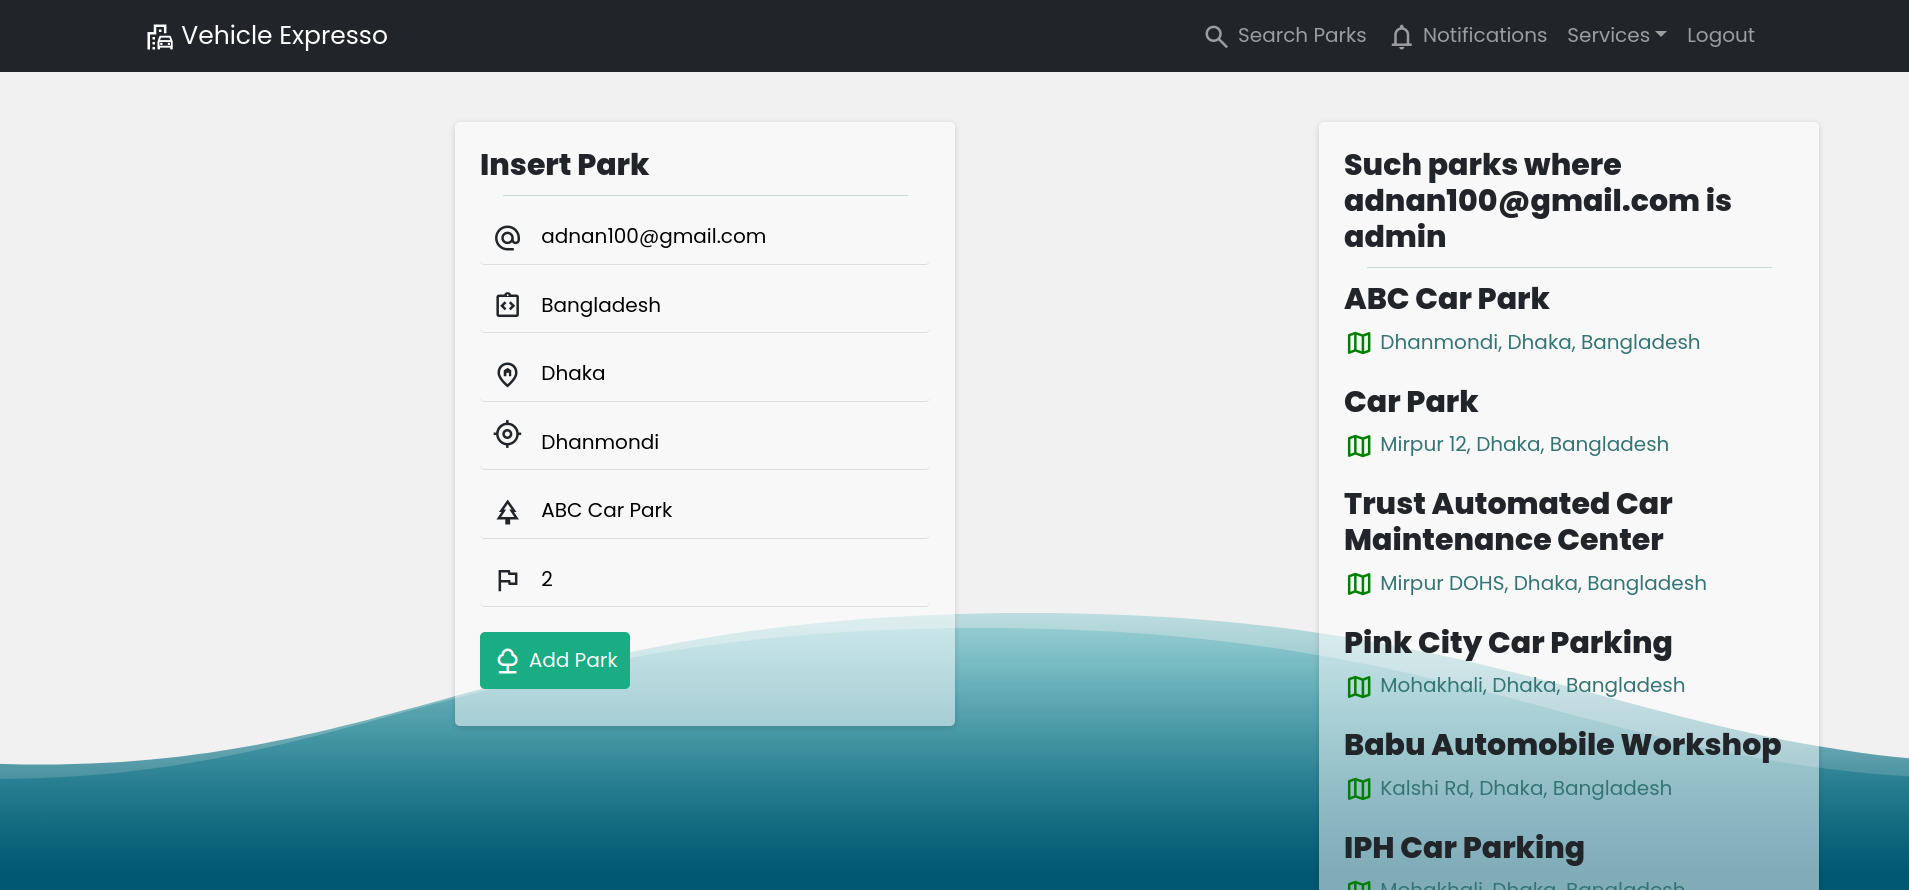 Vehicle Expresso
Search Parks
Notifications
Services
Logout
Insert Park
adnan100@gmail.com
Bangladesh
Dhaka
Dhanmondi
ABC Car Park
2
Add Park
Such parks where
adnan100@gmail.com is
admin
ABC Car Park
Dhanmondi, Dhaka, Bangladesh
Car Park
Mirpur 12, Dhaka, Bangladesh
Trust Automated Car
Maintenance Center
Mirpur DOHS, Dhaka, Bangladesh
Pink City Car Parking
Mohakhali, Dhaka, Bangladesh
Babu Automobile Workshop
Kalshi Rd, Dhaka, Bangladesh
IPH Car Parking
Mohakhali, Dhaka, Bangladesh